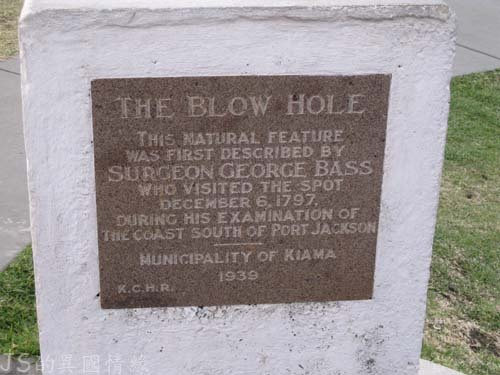 THE BLOW HOLE
THIS NATURAL FEATURE
WAS FIRST DESCRIBED BY
SURGEON GEORGE BASS
WHO VISITED THE SPOT
DECEMBER 6, 1797,
DURING HIS EXAMINATION OF
THE COAST SOUTH OF PORT JACKSON
MUNICIPALITY OF KIAMA
1939
K.C.H.R.
JS的異國情緣